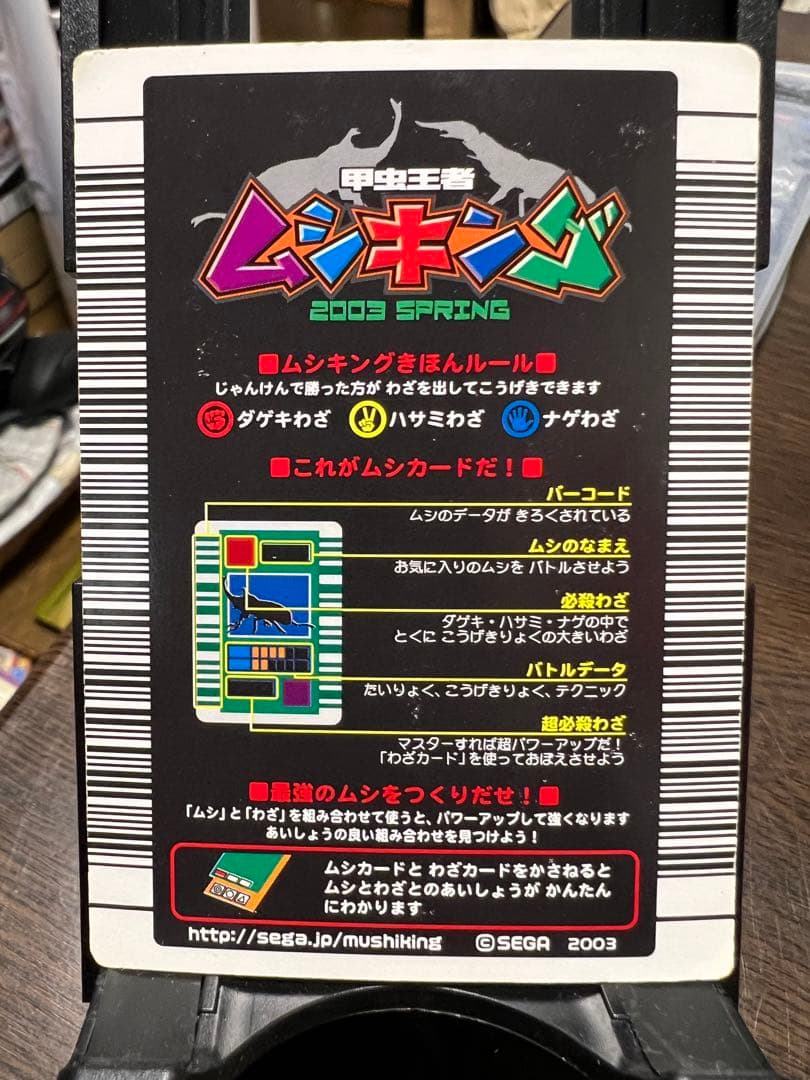 甲虫王者
ムシキング
2003 SPRING
■ムシキングきほんルール■
じゃんけんで勝った方が わざを出してこうげきできます
ダゲキわざ ハサミわざ ナゲわざ
■これがムシカードだ！■
バーコード
ムシのデータが きろくされている
ムシのなまえ
お気に入りのムシを バトルさせよう
必殺わざ
ダゲキ・ハサミ・ナゲの中で
とくに こうげきりょくの大きいわざ
バトルデータ
たいりょく、こうげきりょく、テクニック
超必殺わざ
マスターすれば超パワーアップだ！
「わざカード」を使っておぼえさせよう
■最強のムシをつくりだせ！■
「ムシ」と「わざ」を組み合わせて使うと、パワーアップして強くなります
あいしょうの良い組み合わせを見つけよう！
ムシカードと わざカードをかさねると
ムシとわざとのあいしょうが かんたん
にわかります
http://sega.jp/mushiking ©SEGA 2003